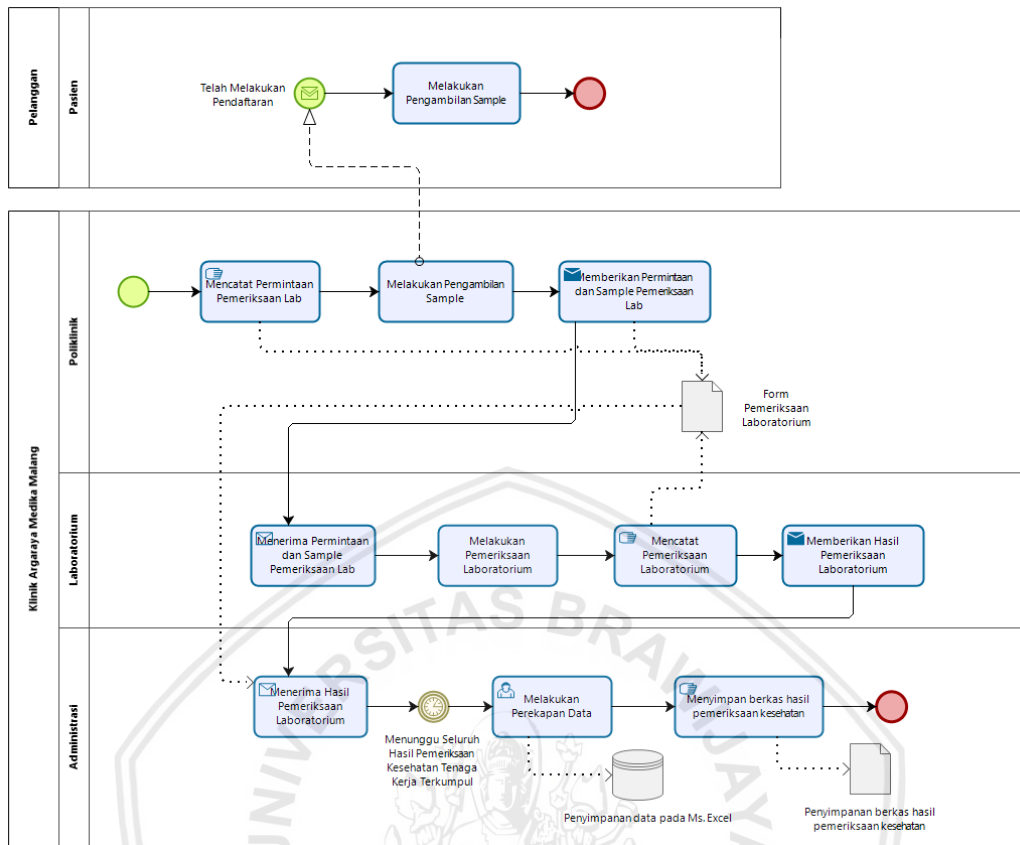 Pelanggan
Pasien
Telah Melakukan
Pendaftaran
Melakukan
Pengambilan Sample
Klinik Argaraya Medika Malang
Poliklinik
Mencatat Permintaan
Pemeriksaan Lab
Melakukan Pengambilan
Sample
Memberikan Permintaan
dan Sample Pemeriksaan
Lab
Form
Pemeriksaan
Laboratorium
Laboratorium
Menerima Permintaan
dan Sample
Pemeriksaan Lab
Melakukan
Pemeriksaan
Laboratorium
Mencatat
Pemeriksaan
Laboratorium
Memberikan Hasil
Pemeriksaan
Laboratorium
Administrasi
Menerima Hasil
Pemeriksaan
Laboratorium
Menunggu Seluruh
Hasil Pemeriksaan
Kesehatan Tenaga
Kerja Terkumpul
Melakukan
Perekapan Data
Menyimpan berkas hasil
pemeriksaan kesehatan
Penyimpanan data pada Ms. Excel
Penyimpanan berkas hasil
pemeriksaan kesehatan
UNIVERSITAS BRAWIJAYA